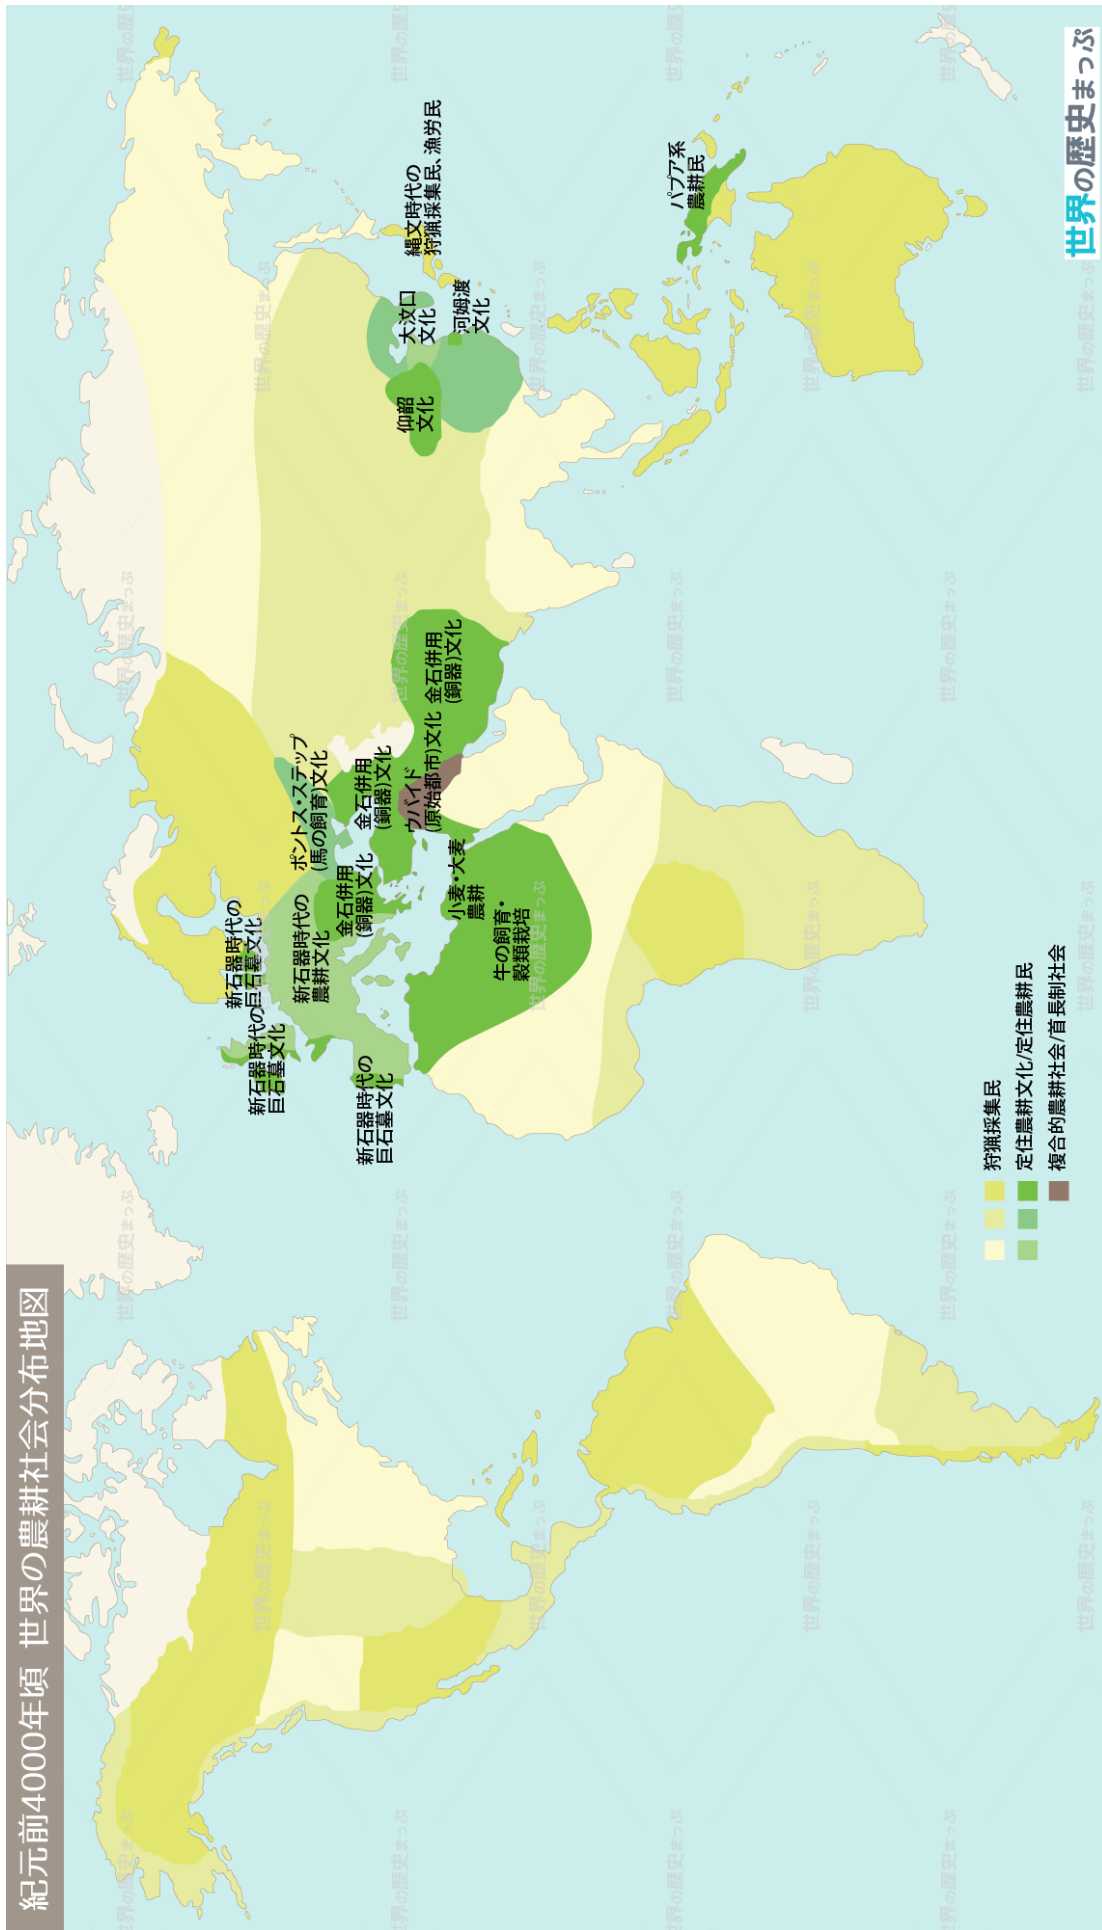 紀元前4000年頃 世界の農耕社会分布地図
新石器時代の
巨石墓文化
新石器時代の
巨石墓文化
新石器時代の
巨石墓文化
新石器時代の
農耕文化
ポントス・ステップ
(馬の飼育)文化
金石併用
(銅器)文化
金石併用
(銅器)文化
ウバイド
(原始都市)文化
金石併用
(銅器)文化
小麦・大麦
農耕
牛の飼育・
穀類栽培
仰韶
文化
大汶口
文化
河姆渡
文化
縄文時代の
狩猟採集民、漁労民
パプア系
農耕民
狩猟採集民
定住農耕文化/定住農耕民
複合的農耕社会/首長制社会
世界の歴史まっぷ